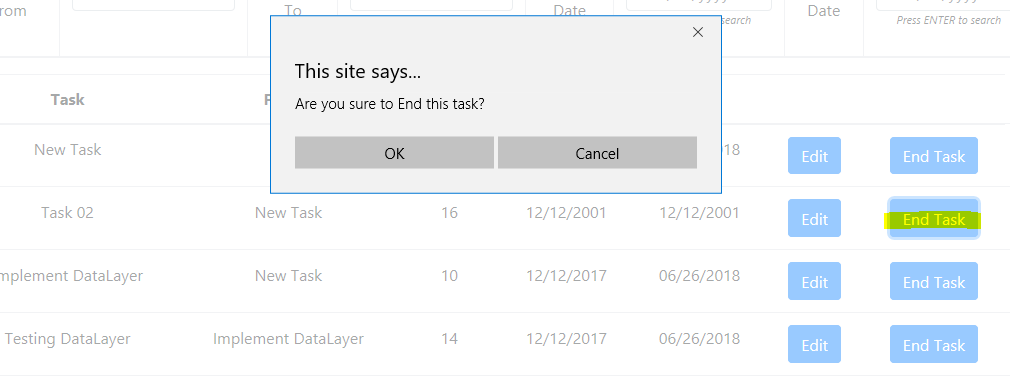 To
Date
Date
Press ENTER to search
search
This site says...
Are you sure to End this task?
OK
Cancel
Task
New Task
Edit
End Task
Task 02
New Task
16
12/12/2001
12/12/2001
Edit
End Task
mplement DataLayer
New Task
10
12/12/2017
06/26/2018
Edit
End Task
Testing DataLayer
Implement DataLayer
14
12/12/2017
06/26/2018
Edit
End Task